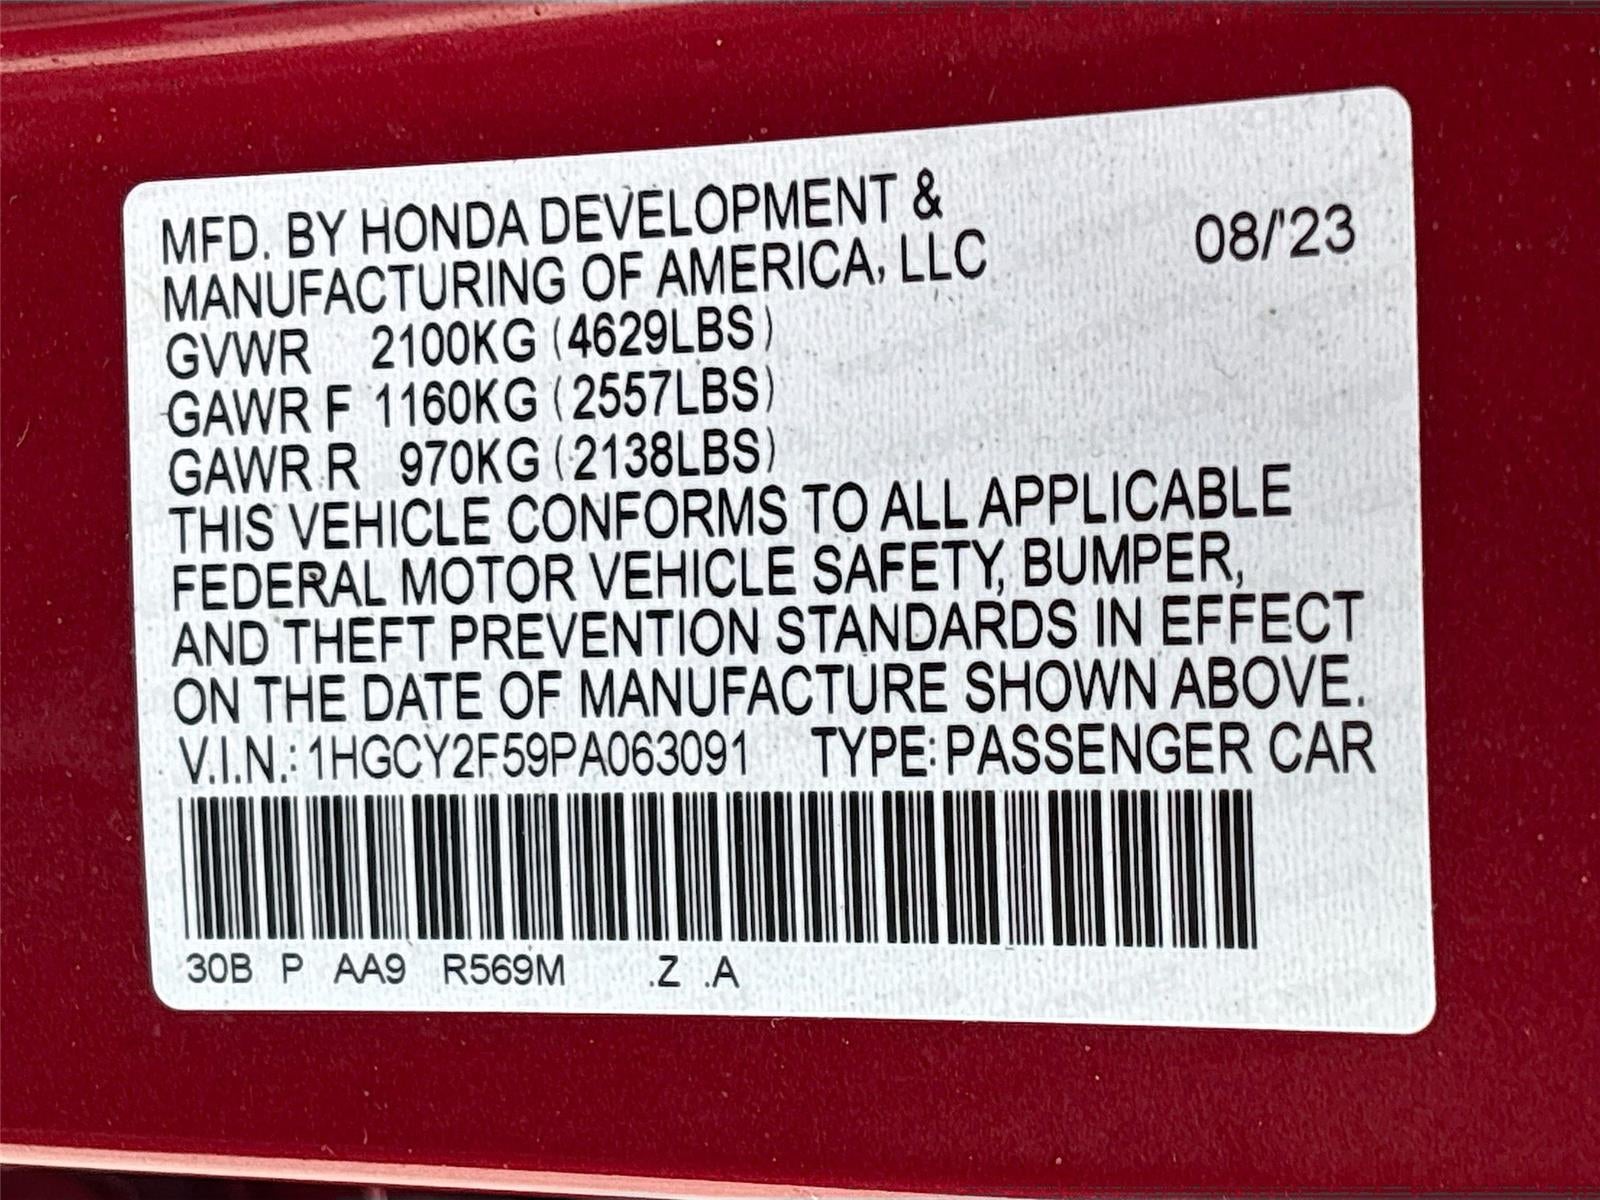 MFD. BY HONDA DEVELOPMENT &
MANUFACTURING OF AMERICA, LLC 08/'23
GVWR 2100KG (4629LBS)
GAWR F 1160KG (2557LBS)
GAWR R 970KG (2138LBS)
THIS VEHICLE CONFORMS TO ALL APPLICABLE
FEDERAL MOTOR VEHICLE SAFETY, BUMPER,
AND THEFT PREVENTION STANDARDS IN EFFECT
ON THE DATE OF MANUFACTURE SHOWN ABOVE.
V.I.N.: 1HGCY2F59PA063091 TYPE: PASSENGER CAR
30B P AA9 R569M .Z .A